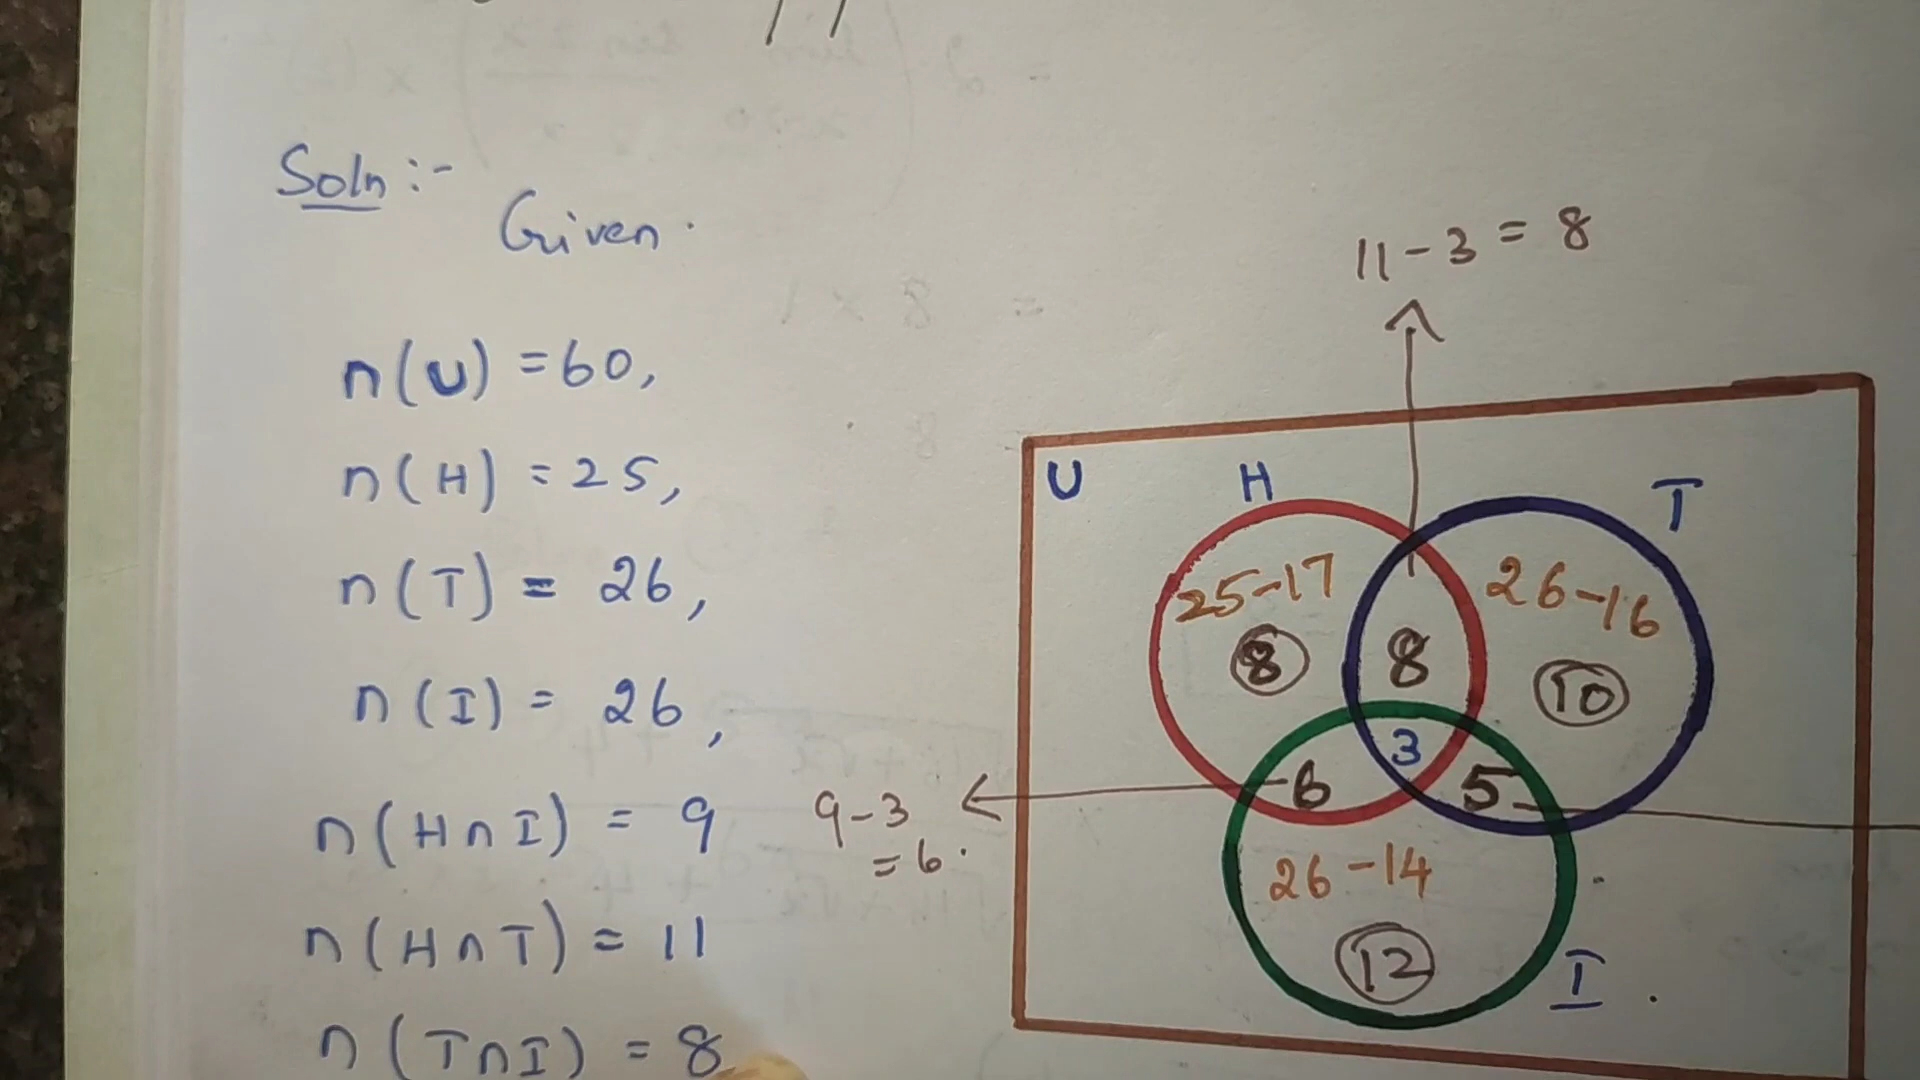 Soln :-
Given.
n(U) = 60,
n(H) = 25,
n(T) = 26,
n(I) = 26,
n(H∩I) = 9
n(H∩T) = 11
n(T∩I) = 8
11-3 = 8
U
H
T
25-17
8
8
26-16
10
3
6
5
9-3
=6.
26-14
12
I.